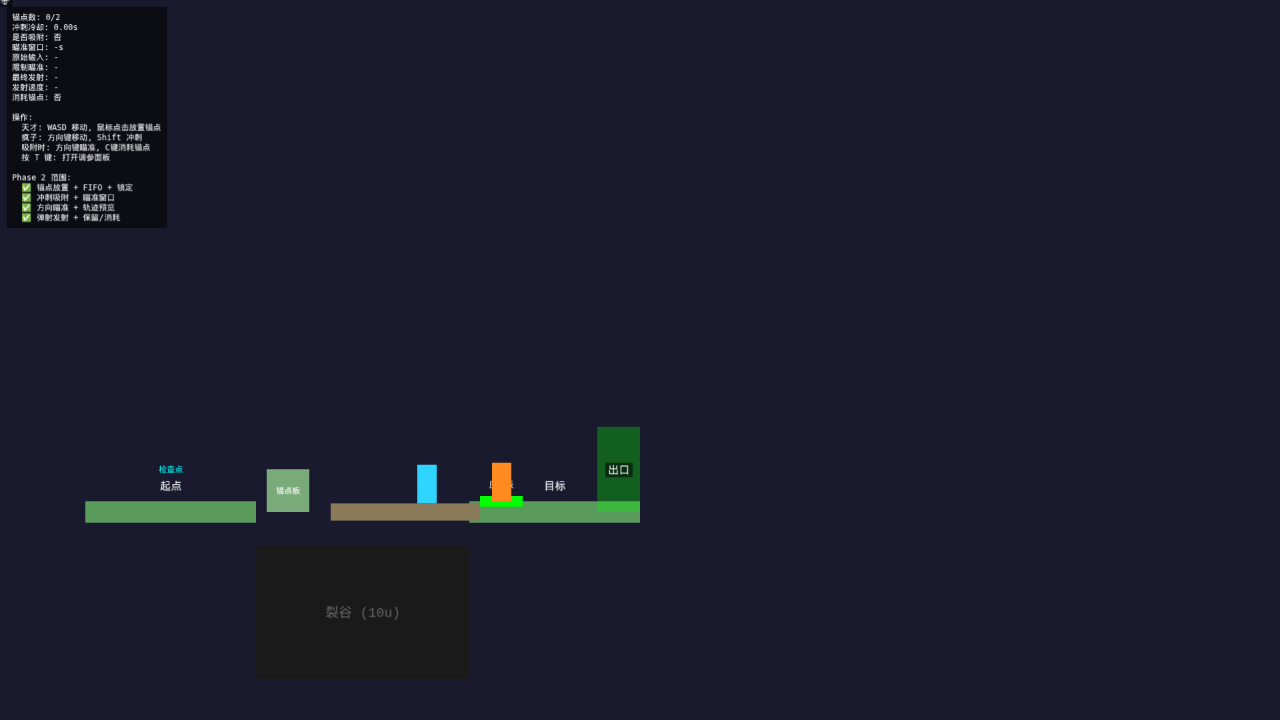 锚点数: 0/2
冲刺冷却: 0.00s
是否吸附: 否
瞄准窗口: -s
原始输入: -
限制瞄准: -
最终发射: -
发射速度: -
消耗锚点: 否
操作:
天才: WASD 移动, 鼠标点击放置锚点
疯子: 方向键移动, Shift 冲刺
吸附时: 方向键瞄准, C键消耗锚点
按 T 键: 打开调参面板
Phase 2 范围:
✅ 锚点放置 + FIFO + 锁定
✅ 冲刺吸附 + 瞄准窗口
✅ 方向瞄准 + 轨迹预览
✅ 弹射发射 + 保留/消耗
检查点
起点
锚点板
目标
出口
裂谷 (10u)